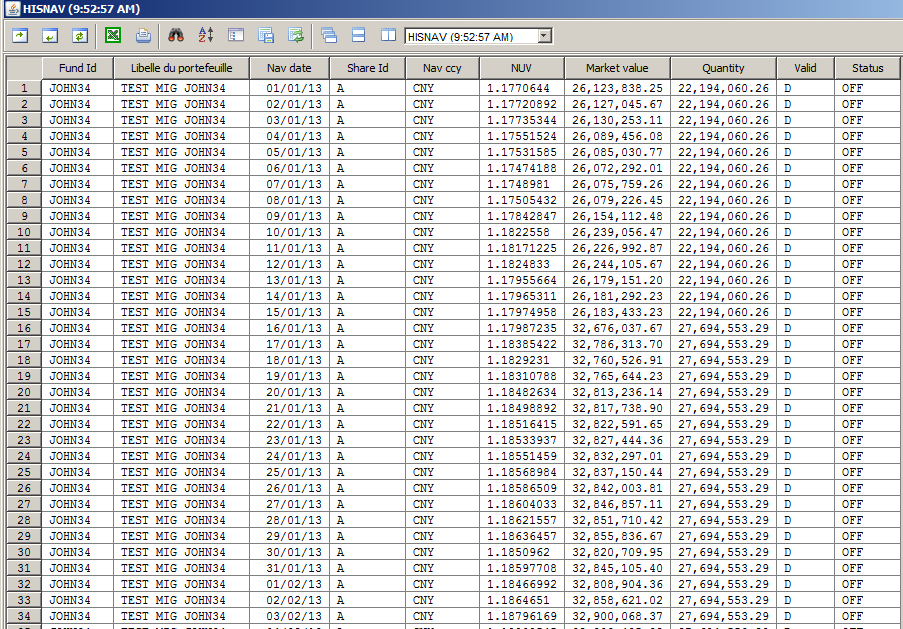 HISNAV (9:52:57 AM)
HISNAV (9:52:57 AM)
Fund Id Libelle du portefeuille Nav date Share Id Nav ccy NUV Market value Quantity Valid Status
1 JOHN34 TEST MIG JOHN34 01/01/13 A CNY 1.1770644 26,123,838.25 22,194,060.26 D OFF
2 JOHN34 TEST MIG JOHN34 02/01/13 A CNY 1.17720892 26,127,045.67 22,194,060.26 D OFF
3 JOHN34 TEST MIG JOHN34 03/01/13 A CNY 1.17735344 26,130,253.11 22,194,060.26 D OFF
4 JOHN34 TEST MIG JOHN34 04/01/13 A CNY 1.17551524 26,089,456.08 22,194,060.26 D OFF
5 JOHN34 TEST MIG JOHN34 05/01/13 A CNY 1.17531585 26,085,030.77 22,194,060.26 D OFF
6 JOHN34 TEST MIG JOHN34 06/01/13 A CNY 1.17474188 26,072,292.01 22,194,060.26 D OFF
7 JOHN34 TEST MIG JOHN34 07/01/13 A CNY 1.1748981 26,075,759.26 22,194,060.26 D OFF
8 JOHN34 TEST MIG JOHN34 08/01/13 A CNY 1.17505432 26,079,226.45 22,194,060.26 D OFF
9 JOHN34 TEST MIG JOHN34 09/01/13 A CNY 1.17842847 26,154,112.48 22,194,060.26 D OFF
10 JOHN34 TEST MIG JOHN34 10/01/13 A CNY 1.1822558 26,239,056.47 22,194,060.26 D OFF
11 JOHN34 TEST MIG JOHN34 11/01/13 A CNY 1.18171225 26,226,992.87 22,194,060.26 D OFF
12 JOHN34 TEST MIG JOHN34 12/01/13 A CNY 1.1824833 26,244,105.67 22,194,060.26 D OFF
13 JOHN34 TEST MIG JOHN34 13/01/13 A CNY 1.17955664 26,179,151.20 22,194,060.26 D OFF
14 JOHN34 TEST MIG JOHN34 14/01/13 A CNY 1.17965311 26,181,292.23 22,194,060.26 D OFF
15 JOHN34 TEST MIG JOHN34 15/01/13 A CNY 1.17974958 26,183,433.23 22,194,060.26 D OFF
16 JOHN34 TEST MIG JOHN34 16/01/13 A CNY 1.17987235 32,676,037.67 27,694,553.29 D OFF
17 JOHN34 TEST MIG JOHN34 17/01/13 A CNY 1.18385422 32,786,313.70 27,694,553.29 D OFF
18 JOHN34 TEST MIG JOHN34 18/01/13 A CNY 1.1829231 32,760,526.91 27,694,553.29 D OFF
19 JOHN34 TEST MIG JOHN34 19/01/13 A CNY 1.18310788 32,765,644.23 27,694,553.29 D OFF
20 JOHN34 TEST MIG JOHN34 20/01/13 A CNY 1.18482634 32,813,236.14 27,694,553.29 D OFF
21 JOHN34 TEST MIG JOHN34 21/01/13 A CNY 1.18498892 32,817,738.90 27,694,553.29 D OFF
22 JOHN34 TEST MIG JOHN34 22/01/13 A CNY 1.18516415 32,822,591.65 27,694,553.29 D OFF
23 JOHN34 TEST MIG JOHN34 23/01/13 A CNY 1.18533937 32,827,444.36 27,694,553.29 D OFF
24 JOHN34 TEST MIG JOHN34 24/01/13 A CNY 1.18551459 32,832,297.01 27,694,553.29 D OFF
25 JOHN34 TEST MIG JOHN34 25/01/13 A CNY 1.18568984 32,837,150.44 27,694,553.29 D OFF
26 JOHN34 TEST MIG JOHN34 26/01/13 A CNY 1.18586509 32,842,003.81 27,694,553.29 D OFF
27 JOHN34 TEST MIG JOHN34 27/01/13 A CNY 1.18604033 32,846,857.11 27,694,553.29 D OFF
28 JOHN34 TEST MIG JOHN34 28/01/13 A CNY 1.18621557 32,851,710.42 27,694,553.29 D OFF
29 JOHN34 TEST MIG JOHN34 29/01/13 A CNY 1.18636457 32,855,836.67 27,694,553.29 D OFF
30 JOHN34 TEST MIG JOHN34 30/01/13 A CNY 1.1850962 32,820,709.95 27,694,553.29 D OFF
31 JOHN34 TEST MIG JOHN34 31/01/13 A CNY 1.18597708 32,845,105.40 27,694,553.29 D OFF
32 JOHN34 TEST MIG JOHN34 01/02/13 A CNY 1.18466992 32,808,904.36 27,694,553.29 D OFF
33 JOHN34 TEST MIG JOHN34 02/02/13 A CNY 1.1864651 32,858,621.02 27,694,553.29 D OFF
34 JOHN34 TEST MIG JOHN34 03/02/13 A CNY 1.18796169 32,900,068.37 27,694,553.29 D OFF